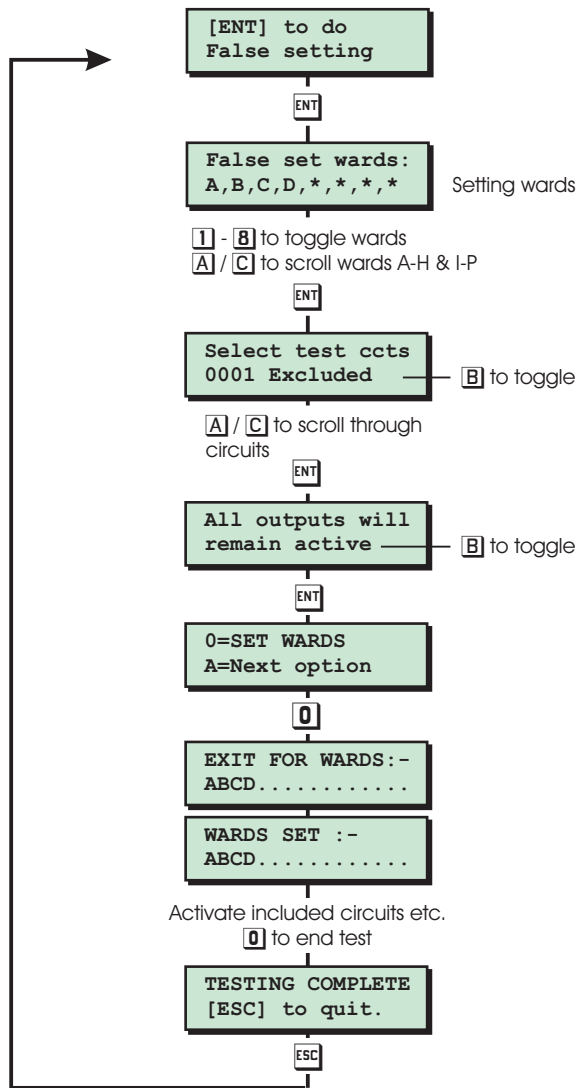 [ENT] to do
False setting
ENT
False set wards:
A,B,C,D,*,*,*,*
Setting wards
1 - 8 to toggle wards
A / C to scroll wards A-H & I-P
ENT
Select test ccts
0001 Excluded
B to toggle
A / C to scroll through
circuits
ENT
All outputs will
remain active
B to toggle
ENT
0=SET WARDS
A=Next option
0
EXIT FOR WARDS:-
ABCD............
WARDS SET :-
ABCD............
Activate included circuits etc.
0 to end test
TESTING COMPLETE
[ESC] to quit.
ESC